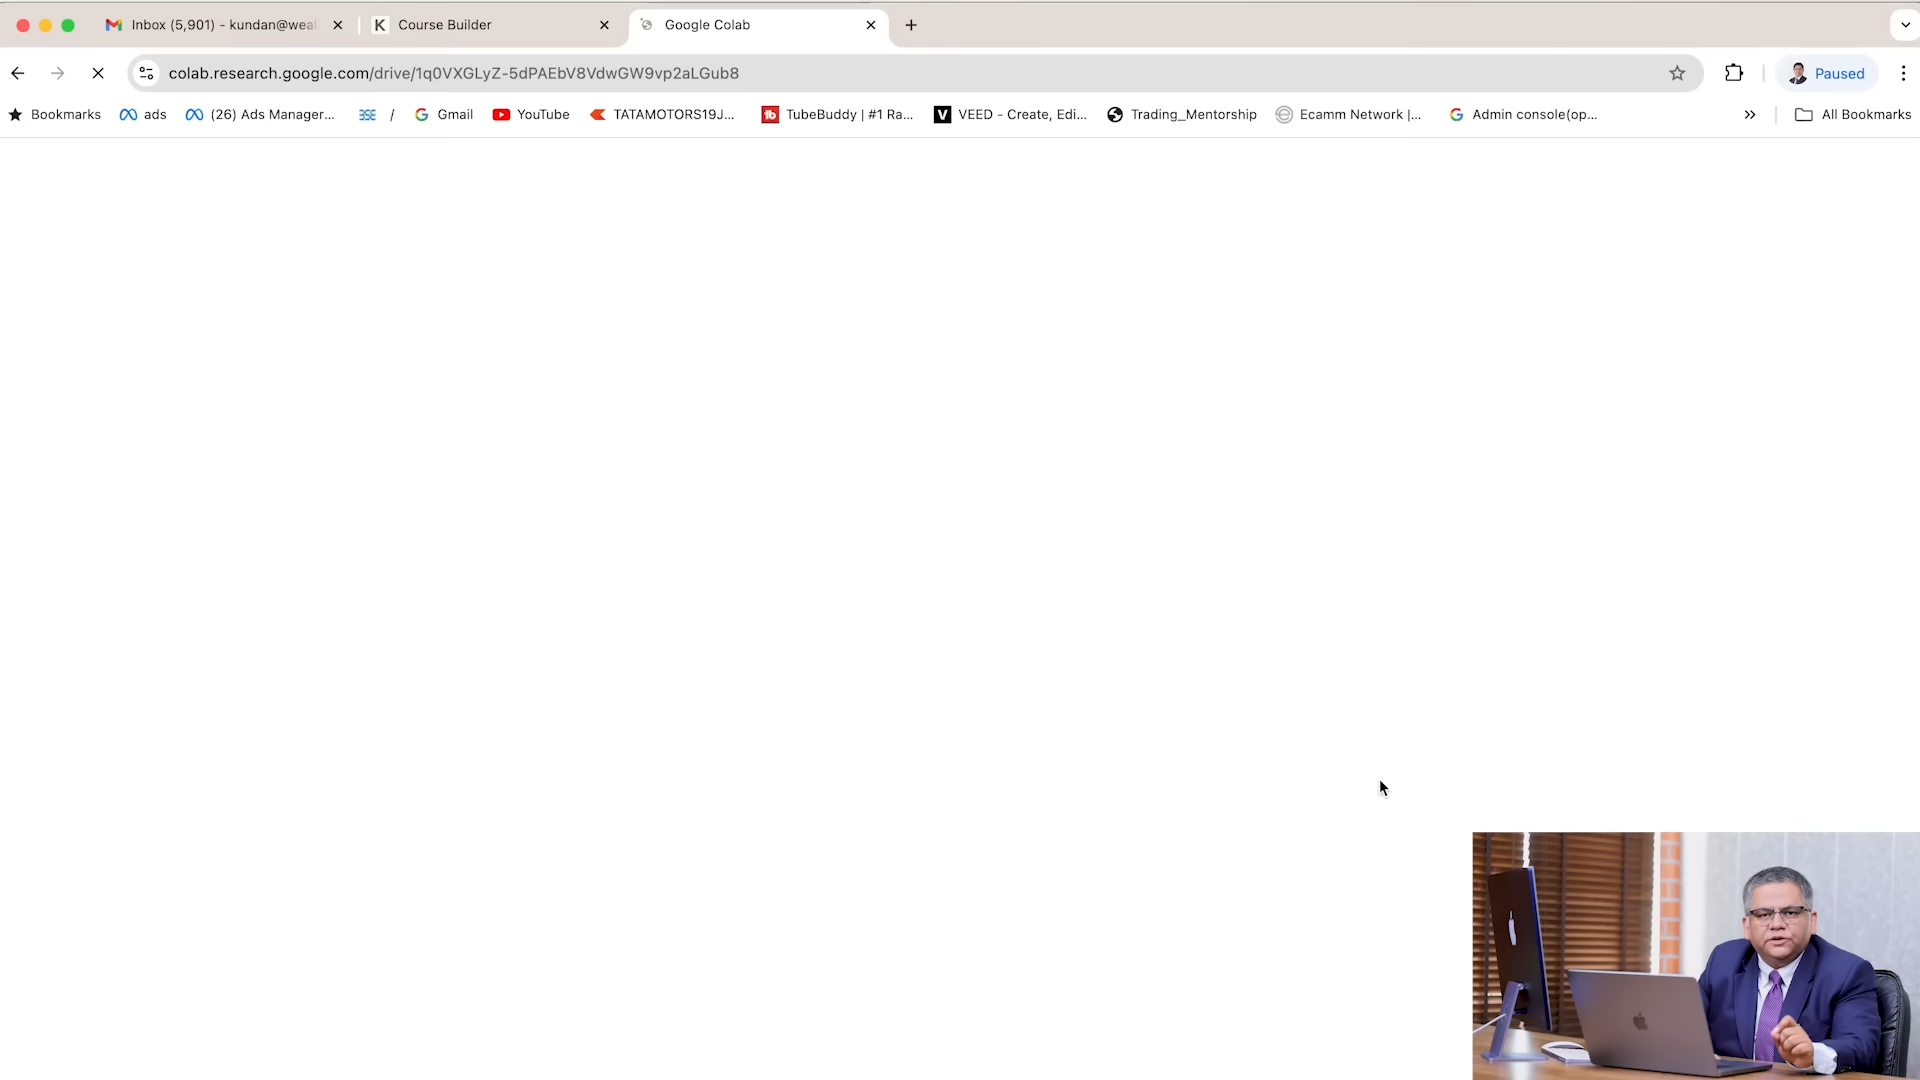 Inbox (5,901) - kundan@weal
Course Builder
Google Colab
colab.research.google.com/drive/1q0VXGLyZ-5dPAEbV8VdwGW9vp2aLGub8
Paused
Bookmarks
ads
(26) Ads Manager...
/
Gmail
YouTube
TATAMOTORS19J...
TubeBuddy | #1 Ra...
VEED - Create, Edi...
Trading_Mentorship
Ecamm Network |...
Admin console(op...
All Bookmarks